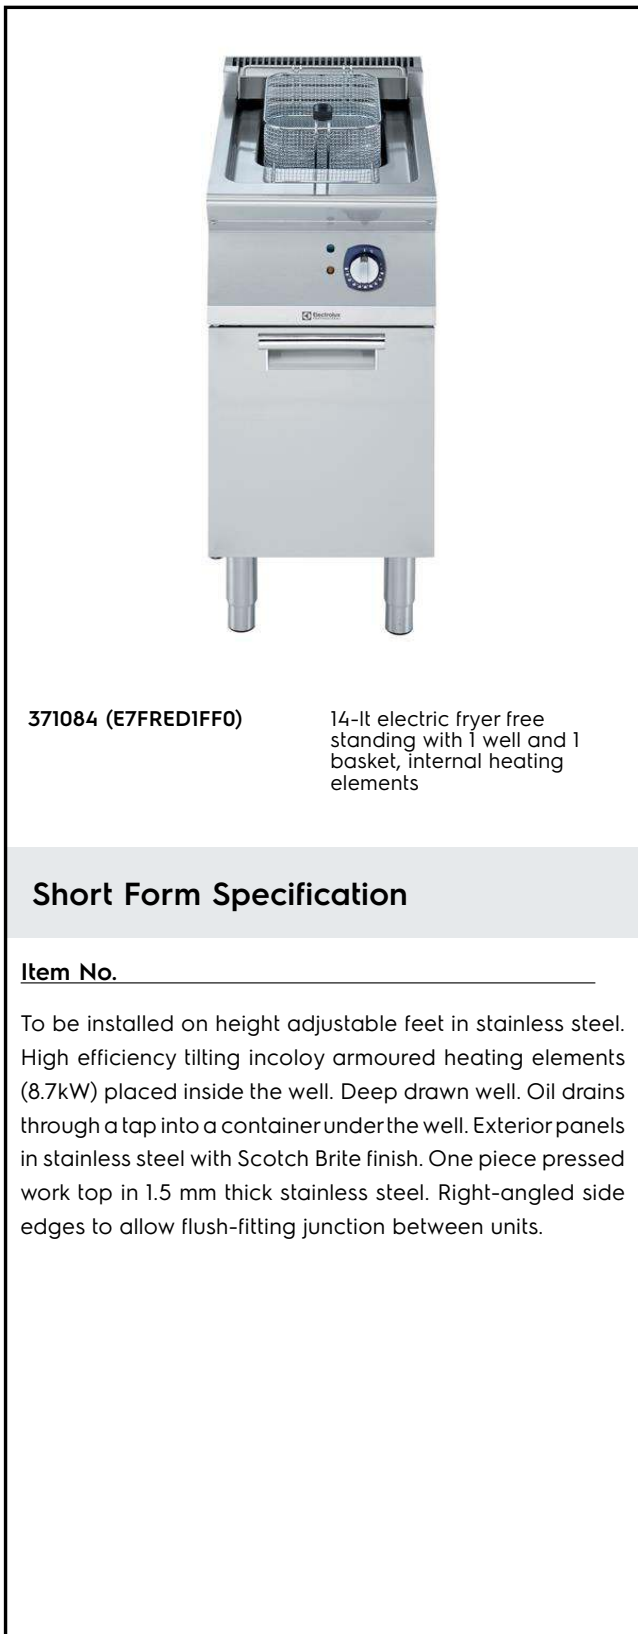 Electrolux
371084 (E7FRED1FF0)
14-lt electric fryer free
standing with 1 well and 1
basket, internal heating
elements
Short Form Specification
Item No.
To be installed on height adjustable feet in stainless steel.
High efficiency tilting incoloy armoured heating elements
(8.7kW) placed inside the well. Deep drawn well. Oil drains
through a tap into a container under the well. Exterior panels
in stainless steel with Scotch Brite finish. One piece pressed
work top in 1.5 mm thick stainless steel. Right-angled side
edges to allow flush-fitting junction between units.